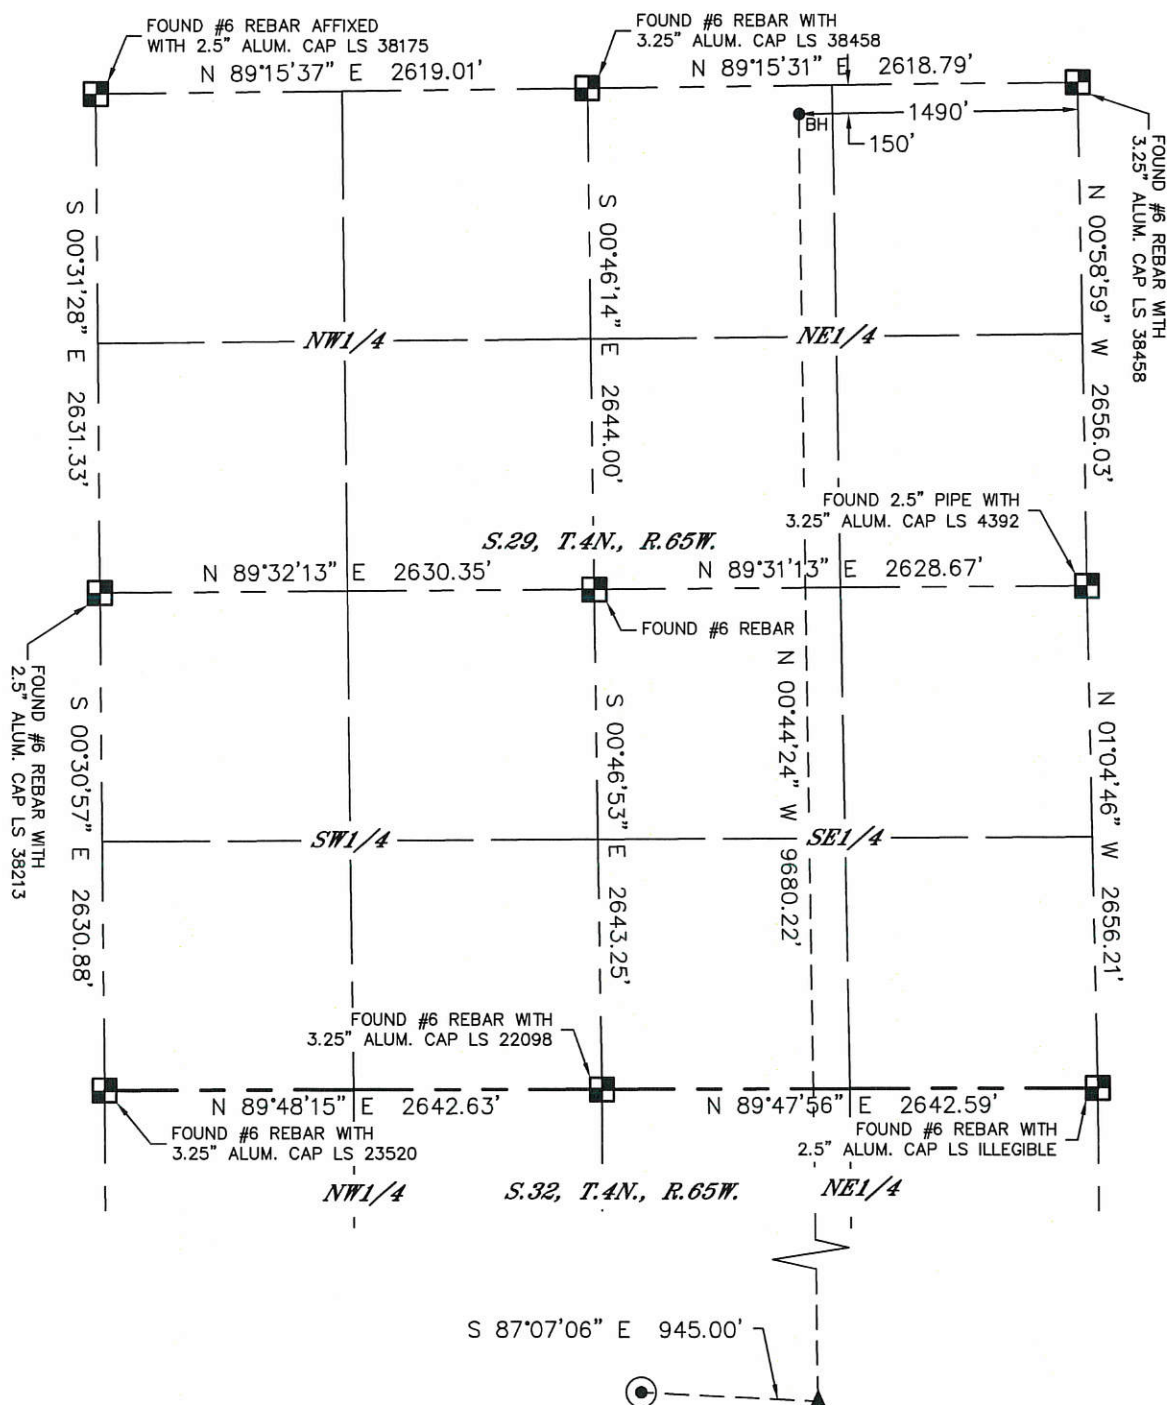 FOUND #6 REBAR AFFIXED
WITH 2.5" ALUM. CAP LS 38175
N 89°15'37" E 2619.01'
FOUND #6 REBAR WITH
3.25" ALUM. CAP LS 38458
N 89°15'31" E 2618.79'
BH
1490'
150'
FOUND #6 REBAR WITH
3.25" ALUM. CAP LS 38458
S 00°31'28" E 2631.33'
S 00°46'14" E 2644.00'
N 00°58'59" W 2656.03'
NW1/4
NE1/4
FOUND 2.5" PIPE WITH
3.25" ALUM. CAP LS 4392
S.29, T.4N., R.65W.
N 89°32'13" E 2630.35'
N 89°31'13" E 2628.67'
FOUND #6 REBAR
FOUND #6 REBAR WITH
2.5" ALUM. CAP LS 38213
S 00°30'57" E 2630.88'
S 00°46'53" E 2643.25'
N 00°44'24" W 9680.22'
N 01°04'46" W 2656.21'
SW1/4
SE1/4
FOUND #6 REBAR WITH
3.25" ALUM. CAP LS 22098
N 89°48'15" E 2642.63'
N 89°47'56" E 2642.59'
FOUND #6 REBAR WITH
3.25" ALUM. CAP LS 23520
FOUND #6 REBAR WITH
2.5" ALUM. CAP LS ILLEGIBLE
NW1/4
S.32, T.4N., R.65W.
NE1/4
S 87°07'06" E 945.00'